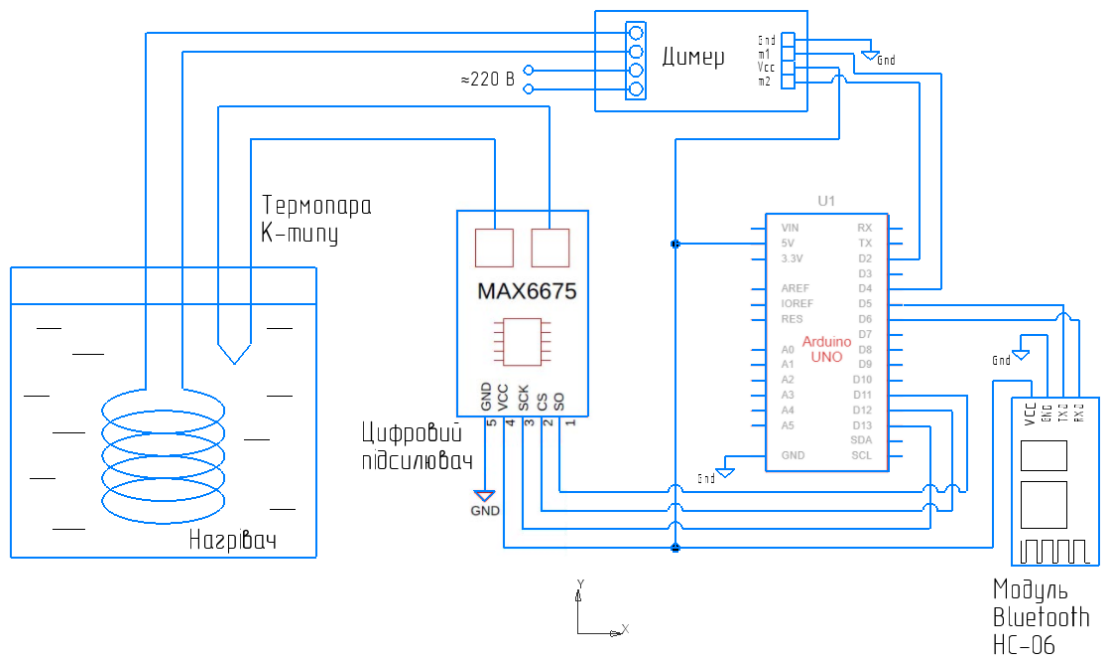 Димер
Gnd
m1
Vcc
m2
Gnd
≈220 В
Термопара
К-типу
U1
VIN
5V
3.3V
AREF
IOREF
RES
A0
A1
A2
A3
A4
A5
GND
RX
TX
D2
D3
D4
D5
D6
D7
D8
D9
D10
D11
D12
D13
SDA
SCL
Arduino
UNO
MAX6675
GND
VCC
SCK
CS
SO
5
4
3
2
1
Цифровий
підсилювач
GND
Gnd
Gnd
VCC
GND
TXD
RXD
Нагрівач
Модуль
Bluetooth
HC-06
Y
X